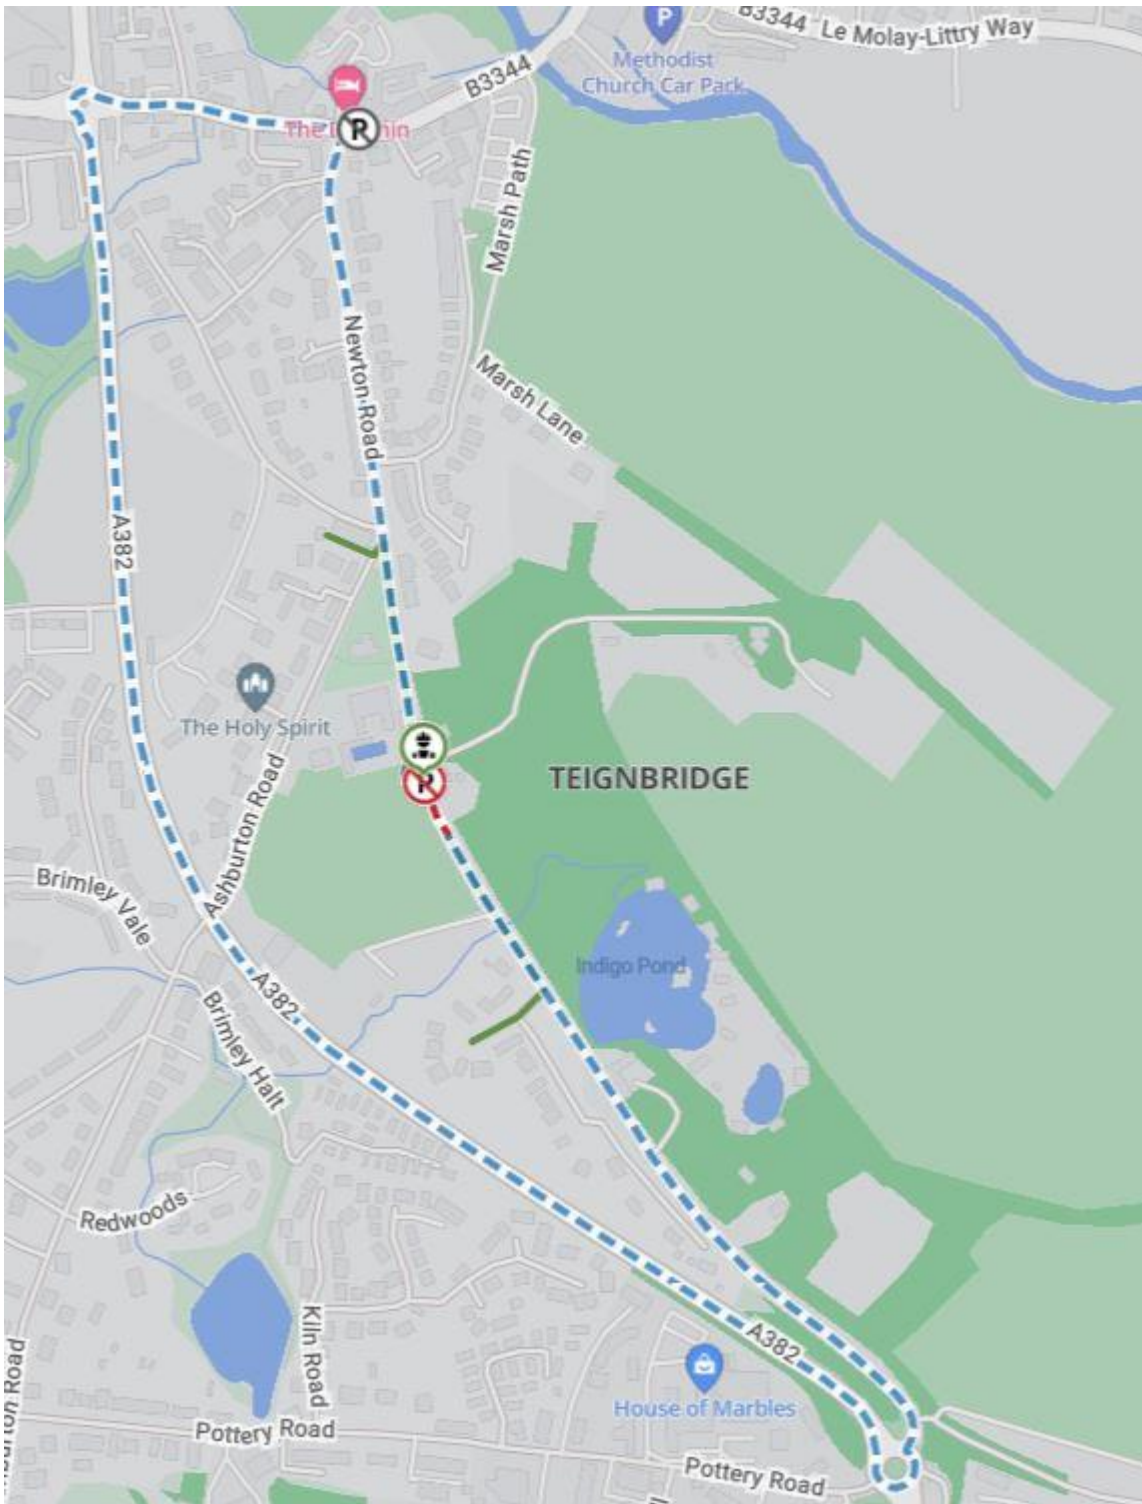 B3344 Le Molay-Littry Way
P
Methodist
Church Car Park
B3344
The
P
Marsh Path
Newton Road
Marsh Lane
A382
The Holy Spirit
P
TEIGNBRIDGE
Ashburton Road
Brimley Vale
Indigo Pond
A382
Brimley Halt
Redwoods
Kiln Road
A382
House of Marbles
Pottery Road
Pottery Road
Road